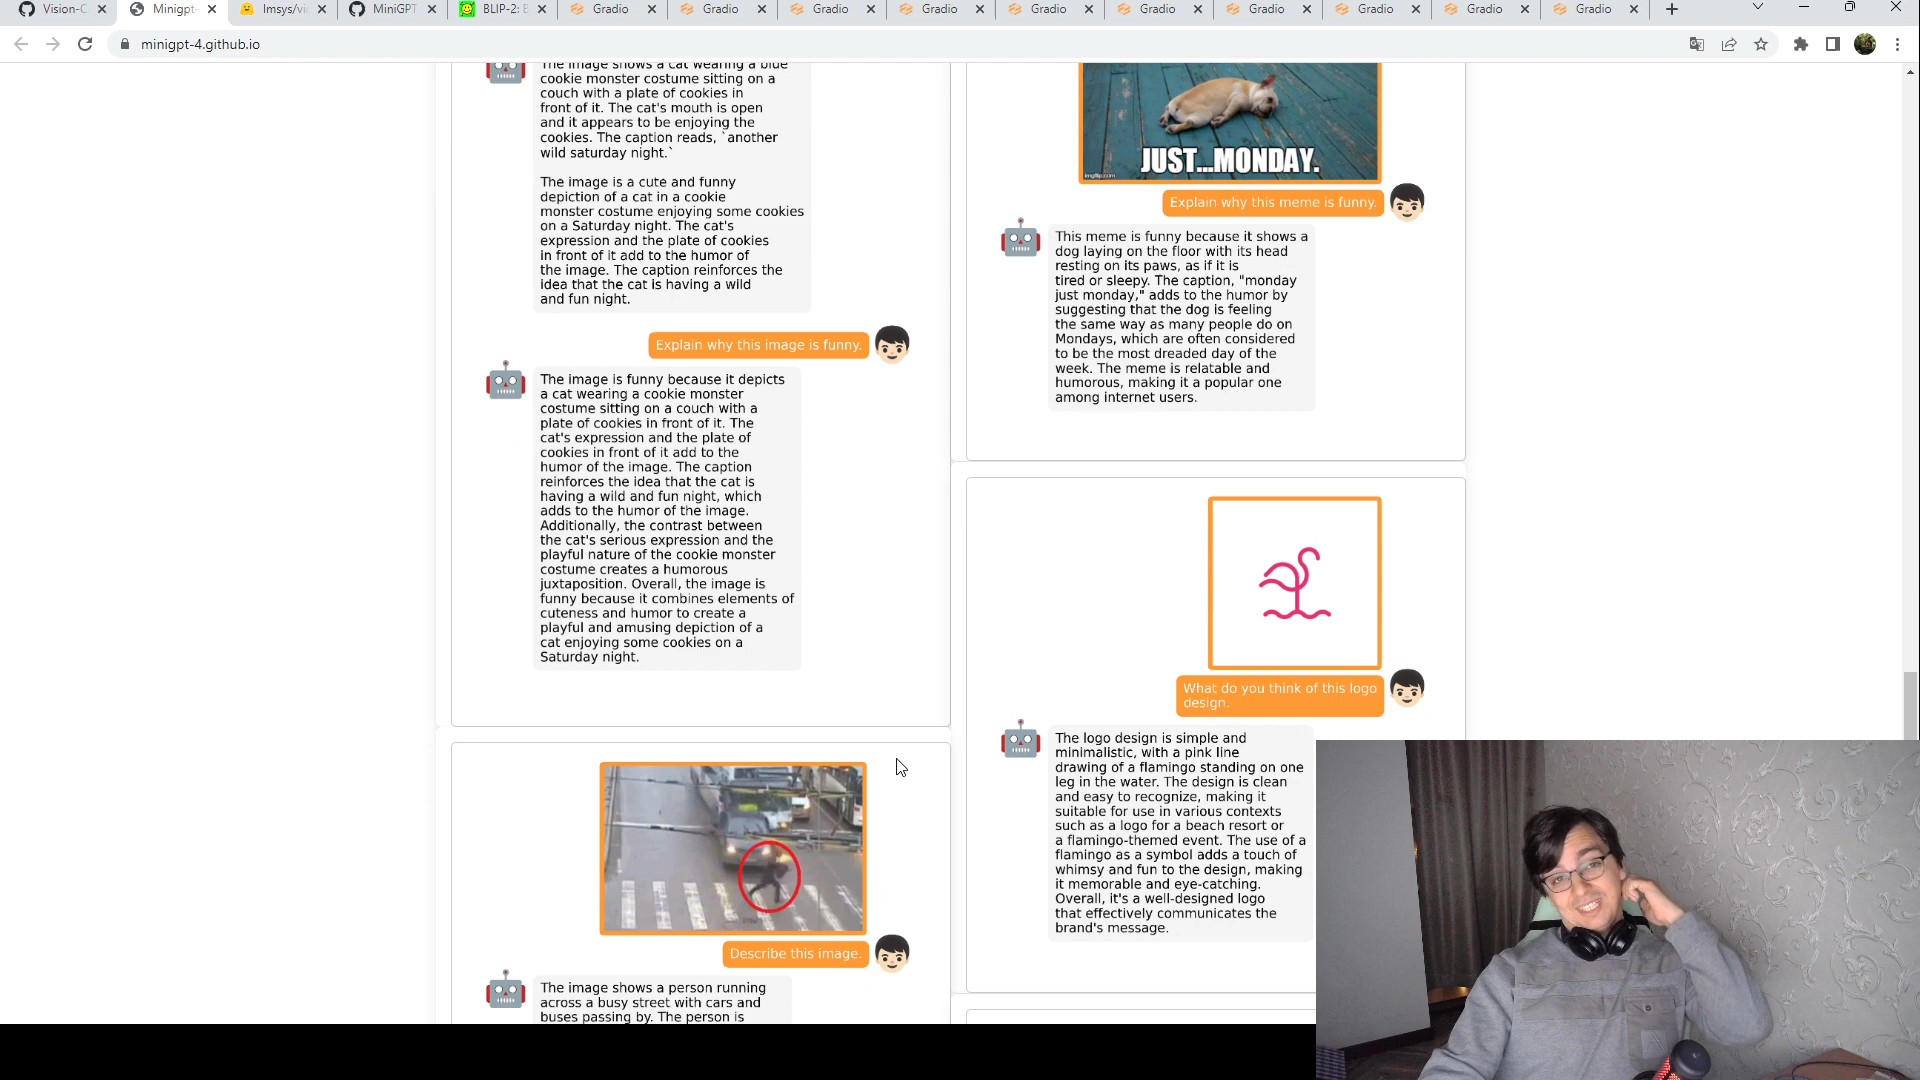 Vision-C
Minigpt-
lmsys/vi
MiniGPT
BLIP-2: B
Gradio
Gradio
Gradio
Gradio
Gradio
Gradio
Gradio
Gradio
Gradio
Gradio
minigpt-4.github.io
The image shows a cat wearing a blue
cookie monster costume sitting on a
couch with a plate of cookies in
front of it. The cat's mouth is open
and it appears to be enjoying the
cookies. The caption reads, `another
wild saturday night.`
The image is a cute and funny
depiction of a cat in a cookie
monster costume enjoying some cookies
on a Saturday night. The cat's
expression and the plate of cookies
in front of it add to the humor of
the image. The caption reinforces the
idea that the cat is having a wild
and fun night.
Explain why this image is funny.
The image is funny because it depicts
a cat wearing a cookie monster
costume sitting on a couch with a
plate of cookies in front of it. The
cat's expression and the plate of
cookies in front of it add to the
humor of the image. The caption
reinforces the idea that the cat is
having a wild and fun night, which
adds to the humor of the image.
Additionally, the contrast between
the cat's serious expression and the
playful nature of the cookie monster
costume creates a humorous
juxtaposition. Overall, the image is
funny because it combines elements of
cuteness and humor to create a
playful and amusing depiction of a
cat enjoying some cookies on a
Saturday night.
Describe this image.
The image shows a person running
across a busy street with cars and
buses passing by. The person is
JUST...MONDAY.
imgflip.com
Explain why this meme is funny.
This meme is funny because it shows a
dog laying on the floor with its head
resting on its paws, as if it is
tired or sleepy. The caption, "monday
just monday," adds to the humor by
suggesting that the dog is feeling
the same way as many people do on
Mondays, which are often considered
to be the most dreaded day of the
week. The meme is relatable and
humorous, making it a popular one
among internet users.
What do you think of this logo
design.
The logo design is simple and
minimalistic, with a pink line
drawing of a flamingo standing on one
leg in the water. The design is clean
and easy to recognize, making it
suitable for use in various contexts
such as a logo for a beach resort or
a flamingo-themed event. The use of a
flamingo as a symbol adds a touch of
whimsy and fun to the design, making
it memorable and eye-catching.
Overall, it's a well-designed logo
that effectively communicates the
brand's message.